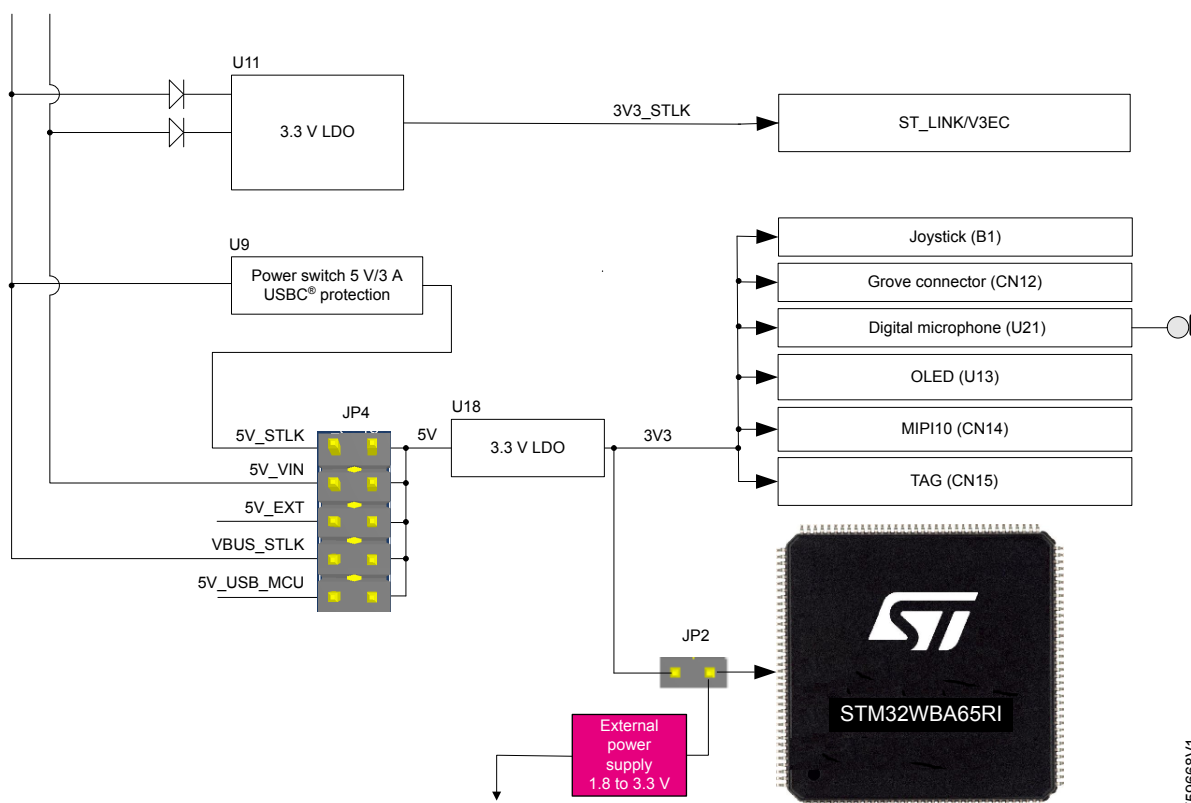 U11
3.3 V LDO
3V3_STLK
ST_LINK/V3EC
U9
Power switch 5 V/3 A
USBC® protection
Joystick (B1)
Grove connector (CN12)
Digital microphone (U21)
OLED (U13)
MIPI10 (CN14)
TAG (CN15)
JP4
5V_STLK
5V_VIN
5V_EXT
VBUS_STLK
5V_USB_MCU
5V
U18
3.3 V LDO
3V3
JP2
External
power
supply
1.8 to 3.3 V
ST
STM32WBA65RI